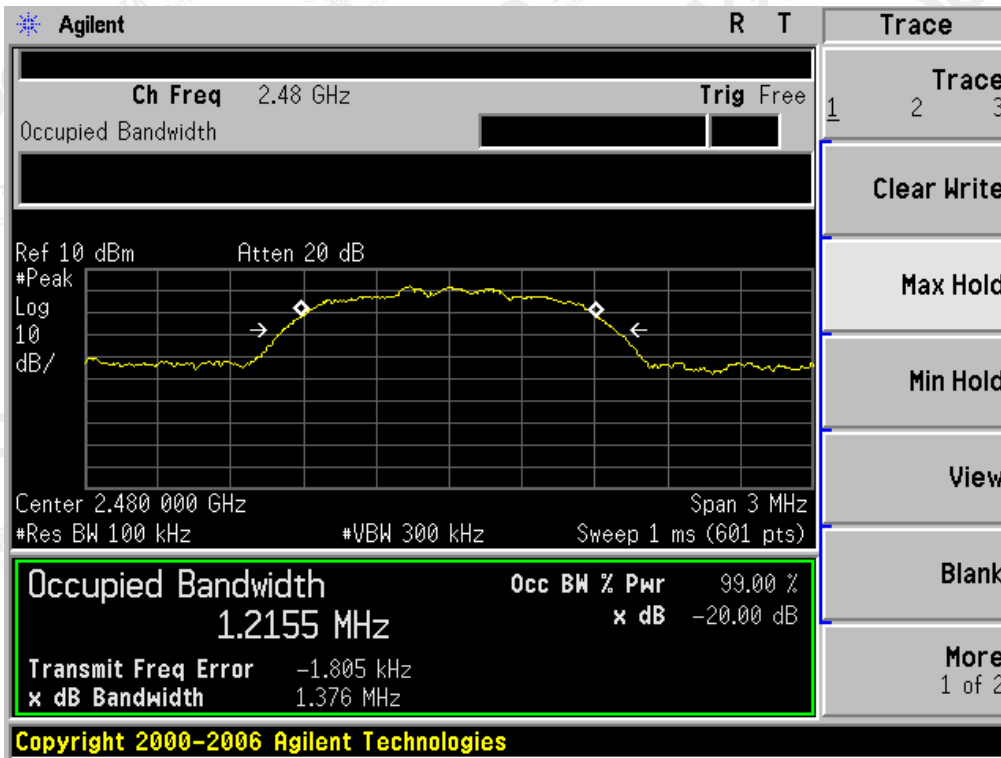 Agilent R T
Ch Freq 2.48 GHz Trig Free
Occupied Bandwidth
Ref 10 dBm Atten 20 dB
#Peak
Log
10
dB/
Center 2.480 000 GHz Span 3 MHz
#Res BW 100 kHz #VBW 300 kHz Sweep 1 ms (601 pts)
Occupied Bandwidth
1.2155 MHz
Occ BW % Pwr 99.00 %
x dB -20.00 dB
Transmit Freq Error -1.805 kHz
x dB Bandwidth 1.376 MHz
Copyright 2000-2006 Agilent Technologies
Trace
Trace
1 2 3
Clear Write
Max Hold
Min Hold
View
Blank
More
1 of 2